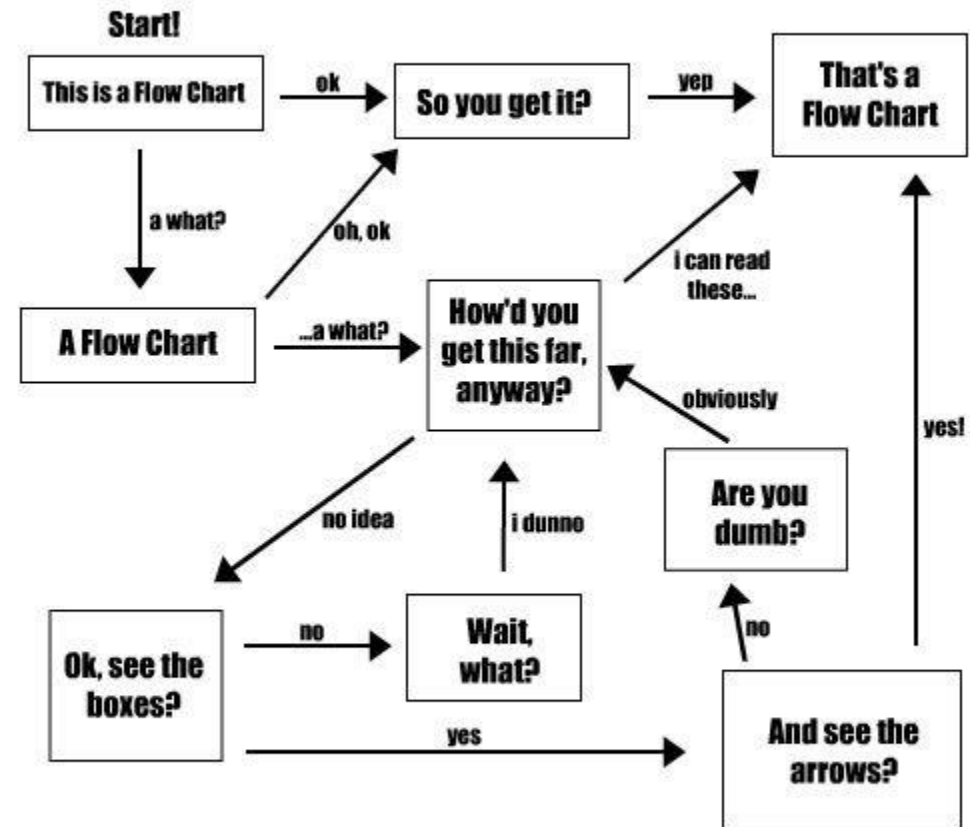 Start!
This is a Flow Chart
ok
So you get it?
yep
That's a
Flow Chart
a what?
oh, ok
i can read
these...
A Flow Chart
...a what?
How'd you
get this far,
anyway?
obviously
yes!
no idea
i dunno
Are you
dumb?
Ok, see the
boxes?
no
Wait,
what?
no
yes
And see the
arrows?